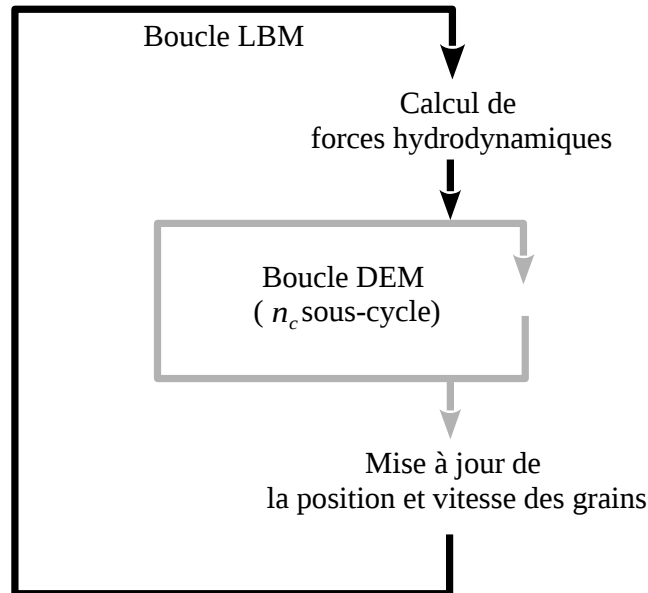 Boucle LBM
Calcul de
forces hydrodynamiques
Boucle DEM
( n_c sous-cycle)
Mise à jour de
la position et vitesse des grains